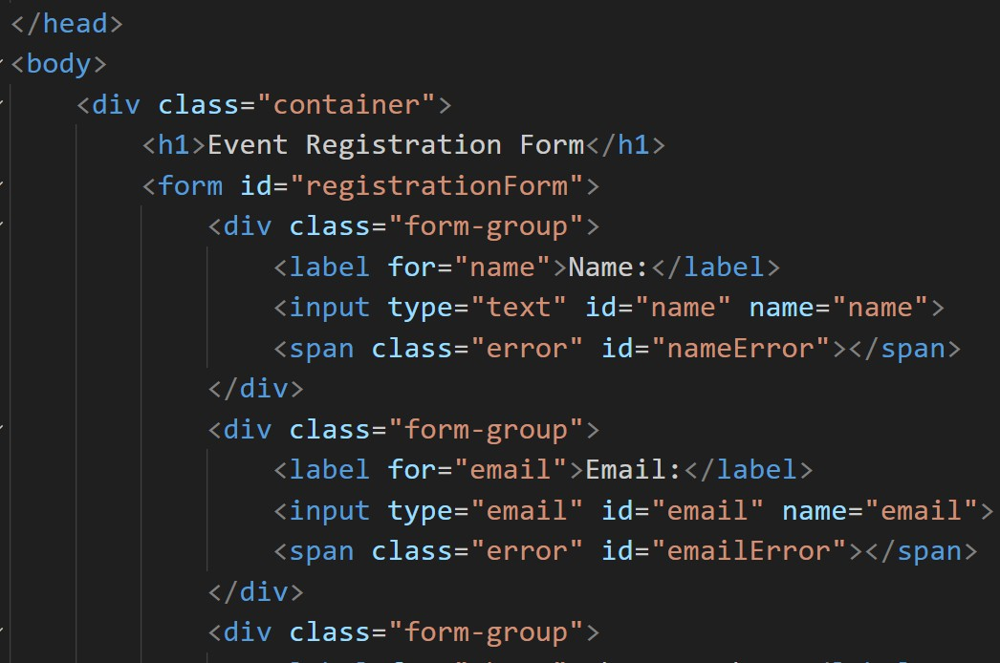 </head>
<body>
    <div class="container">
        <h1>Event Registration Form</h1>
        <form id="registrationForm">
            <div class="form-group">
                <label for="name">Name:</label>
                <input type="text" id="name" name="name">
                <span class="error" id="nameError"></span>
            </div>
            <div class="form-group">
                <label for="email">Email:</label>
                <input type="email" id="email" name="email">
                <span class="error" id="emailError"></span>
            </div>
            <div class="form-group">